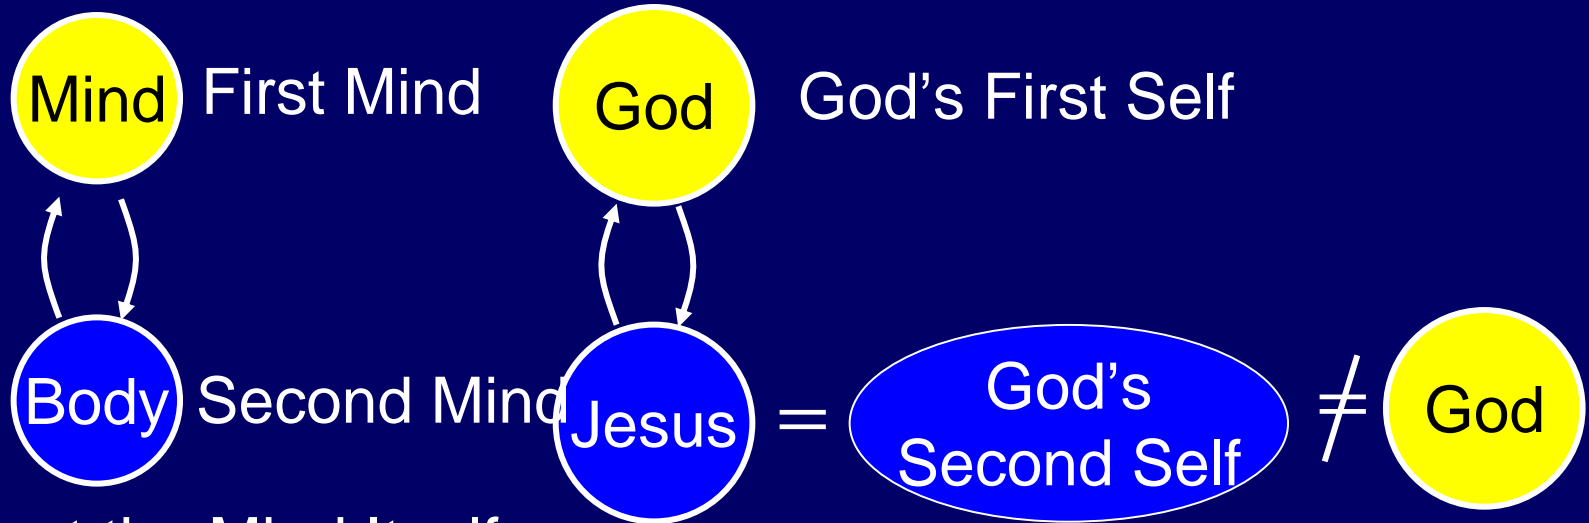 Mind First Mind God God's First Self
Body Second Mind Jesus = God's Second Self ≠ God